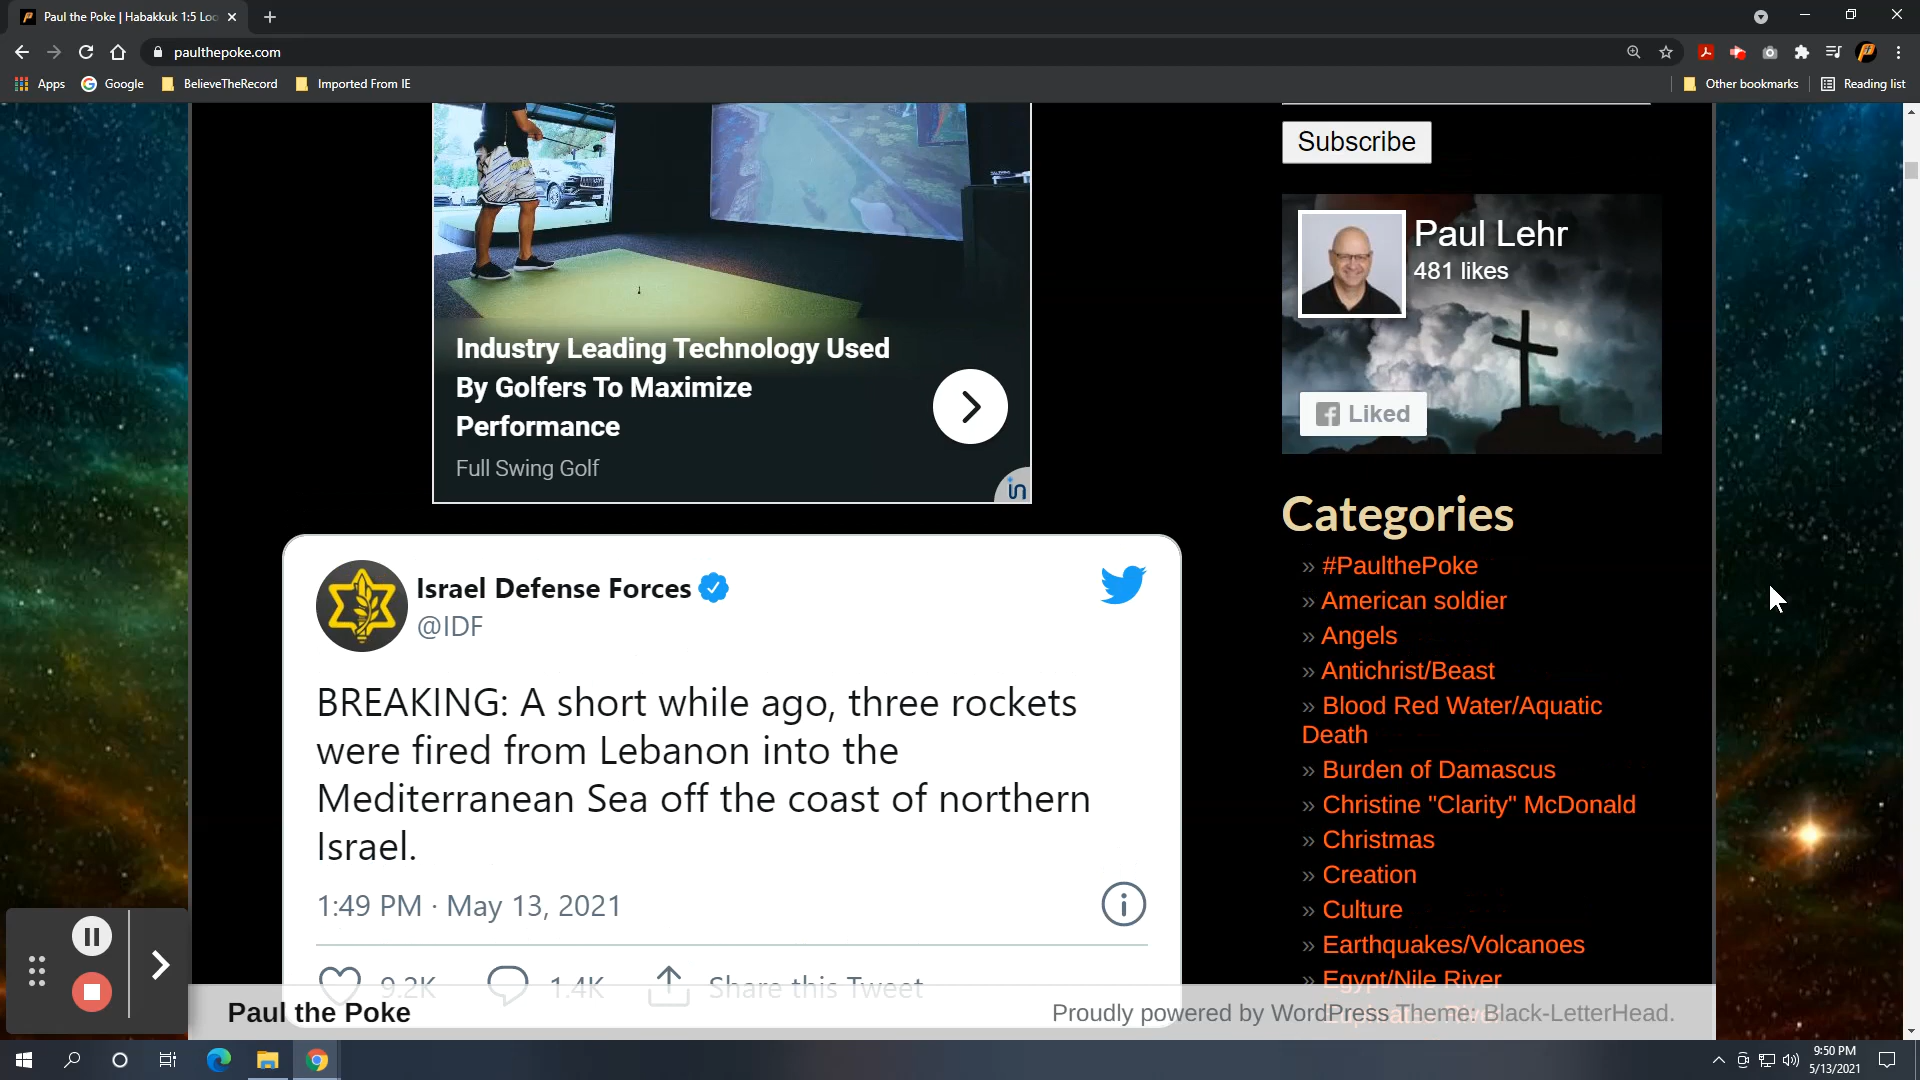 Paul the Poke | Habakkuk 1:5 Loo
paulthepoke.com
Apps
Google
BelieveTheRecord
Imported From IE
Other bookmarks
Reading list
Industry Leading Technology Used
By Golfers To Maximize
Performance
Full Swing Golf
in
Israel Defense Forces
@IDF
BREAKING: A short while ago, three rockets
were fired from Lebanon into the
Mediterranean Sea off the coast of northern
Israel.
1:49 PM · May 13, 2021
9.2K
1.4K
Share this Tweet
Subscribe
Paul Lehr
481 likes
Liked
Categories
» #PaulthePoke
» American soldier
» Angels
» Antichrist/Beast
» Blood Red Water/Aquatic
Death
» Burden of Damascus
» Christine "Clarity" McDonald
» Christmas
» Creation
» Culture
» Earthquakes/Volcanoes
» Egypt/Nile River
Paul the Poke
Proudly powered by WordPress Theme: Black-LetterHead.
9:50 PM
5/13/2021